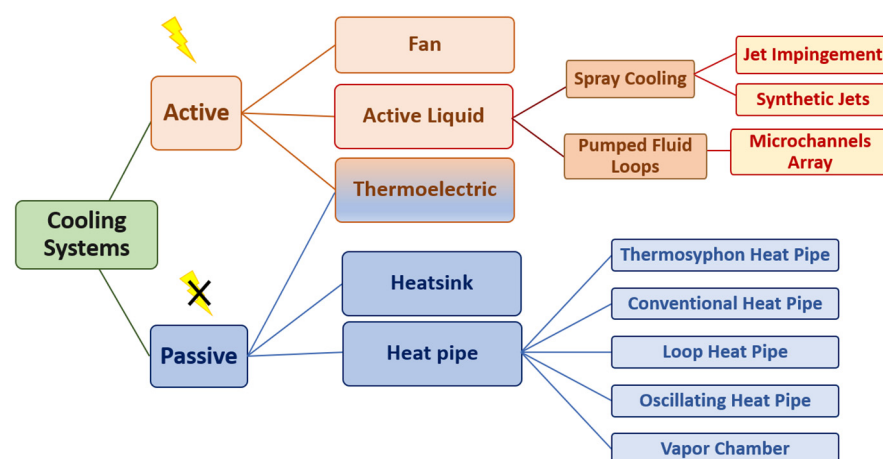 Fan
Jet Impingement
Spray Cooling
Synthetic Jets
Active
Active Liquid
Pumped Fluid
Loops
Microchannels
Array
Thermoelectric
Cooling
Systems
Thermosyphon Heat Pipe
Heatsink
Conventional Heat Pipe
Passive
Heat pipe
Loop Heat Pipe
Oscillating Heat Pipe
Vapor Chamber